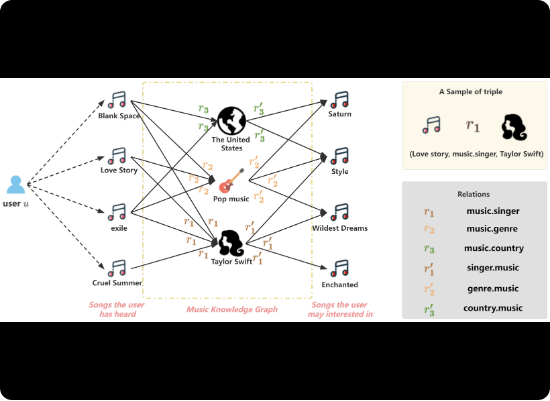 Blank Space
Love Story
exile
Cruel Summer
user u
Songs the user
has heard
r3
r3
The United
States
r2
r2
r2
Pop music
r1
r1
r1
r1
Taylor Swift
Music Knowledge Graph
r'3
r'3
r'2
r'2
r'2
r'1
r'1
r'1
Saturn
Style
Wildest Dreams
Enchanted
Songs the user
may interested in
A Sample of triple
r1
(Love story, music.singer, Taylor Swift)
Relations
r1 music.singer
r2 music.genre
r3 music.country
r'1 singer.music
r'2 genre.music
r'3 country.music